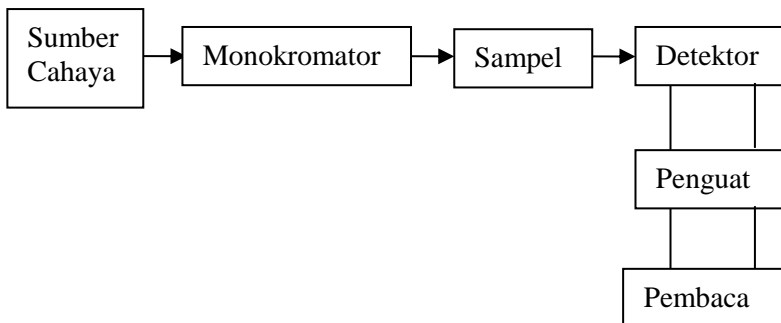 Sumber
Cahaya
Monokromator
Sampel
Detektor
Penguat
Pembaca